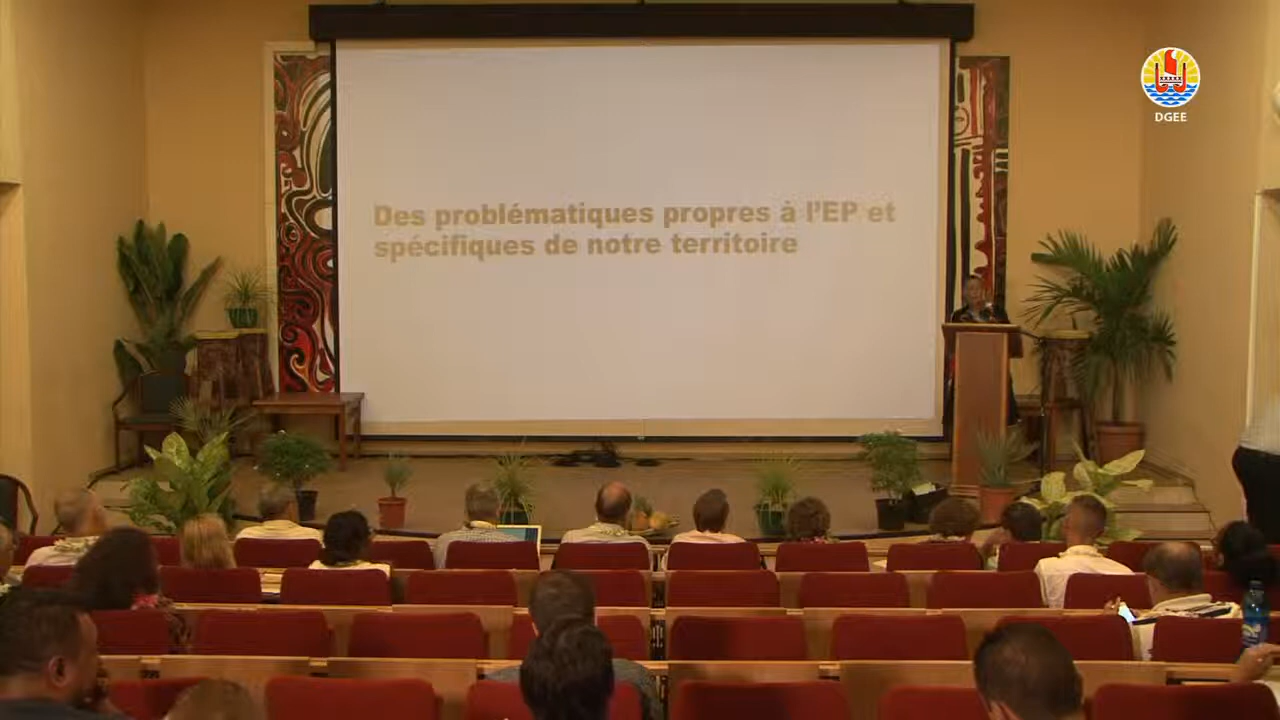 Des problématiques propres à l'EP et
spécifiques de notre territoire
DGEE